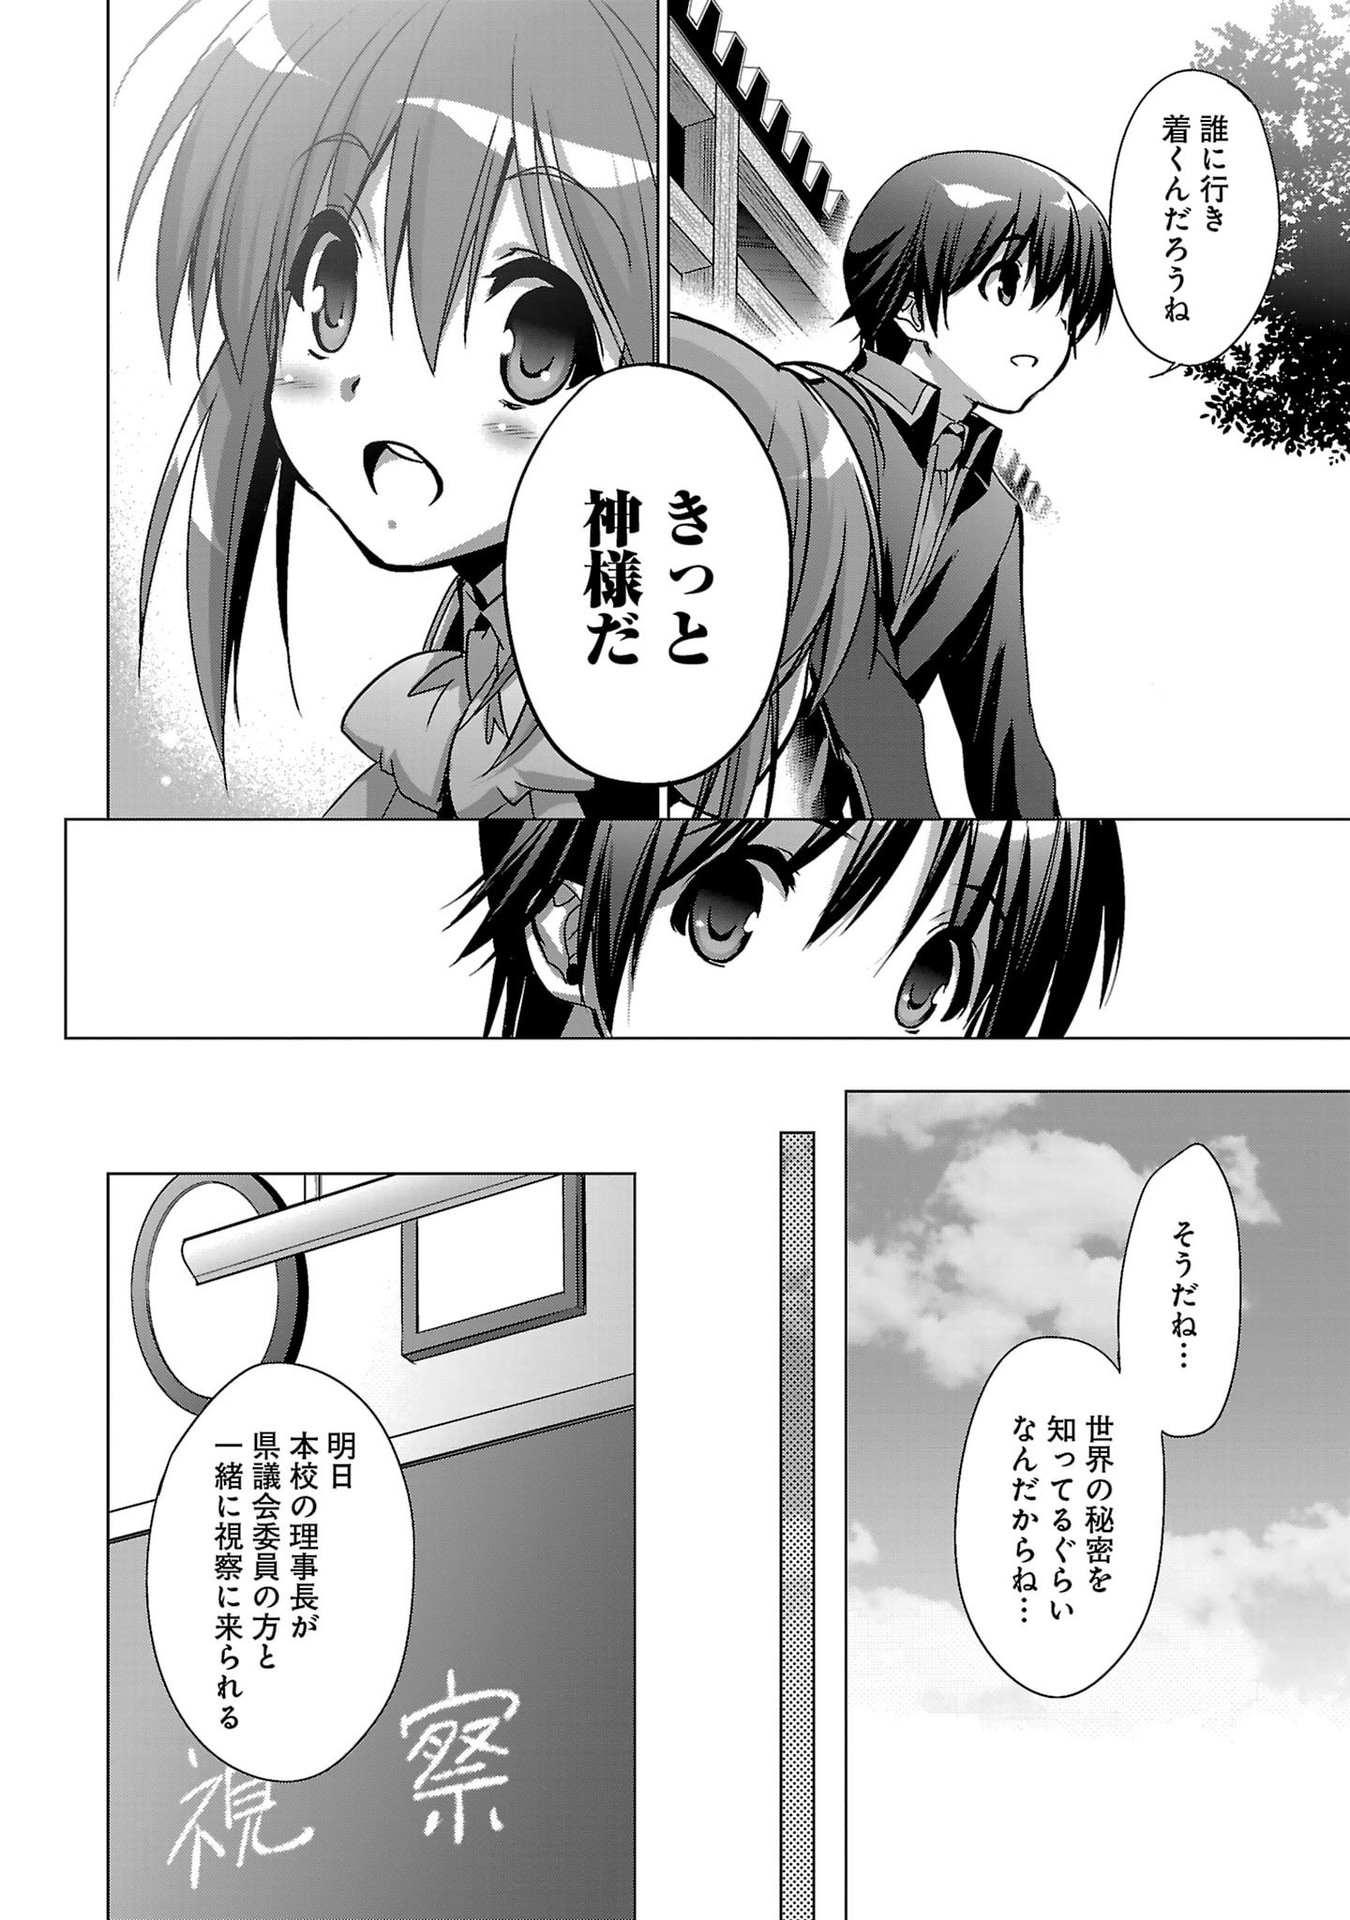 誰に行き
着くんだろうね
きっと
神様だ
そうだね…
世界の秘密を
知ってるぐらい
なんだからね…
明日
本校の理事長が
県議会委員の方と
一緒に視察に来られる
視察